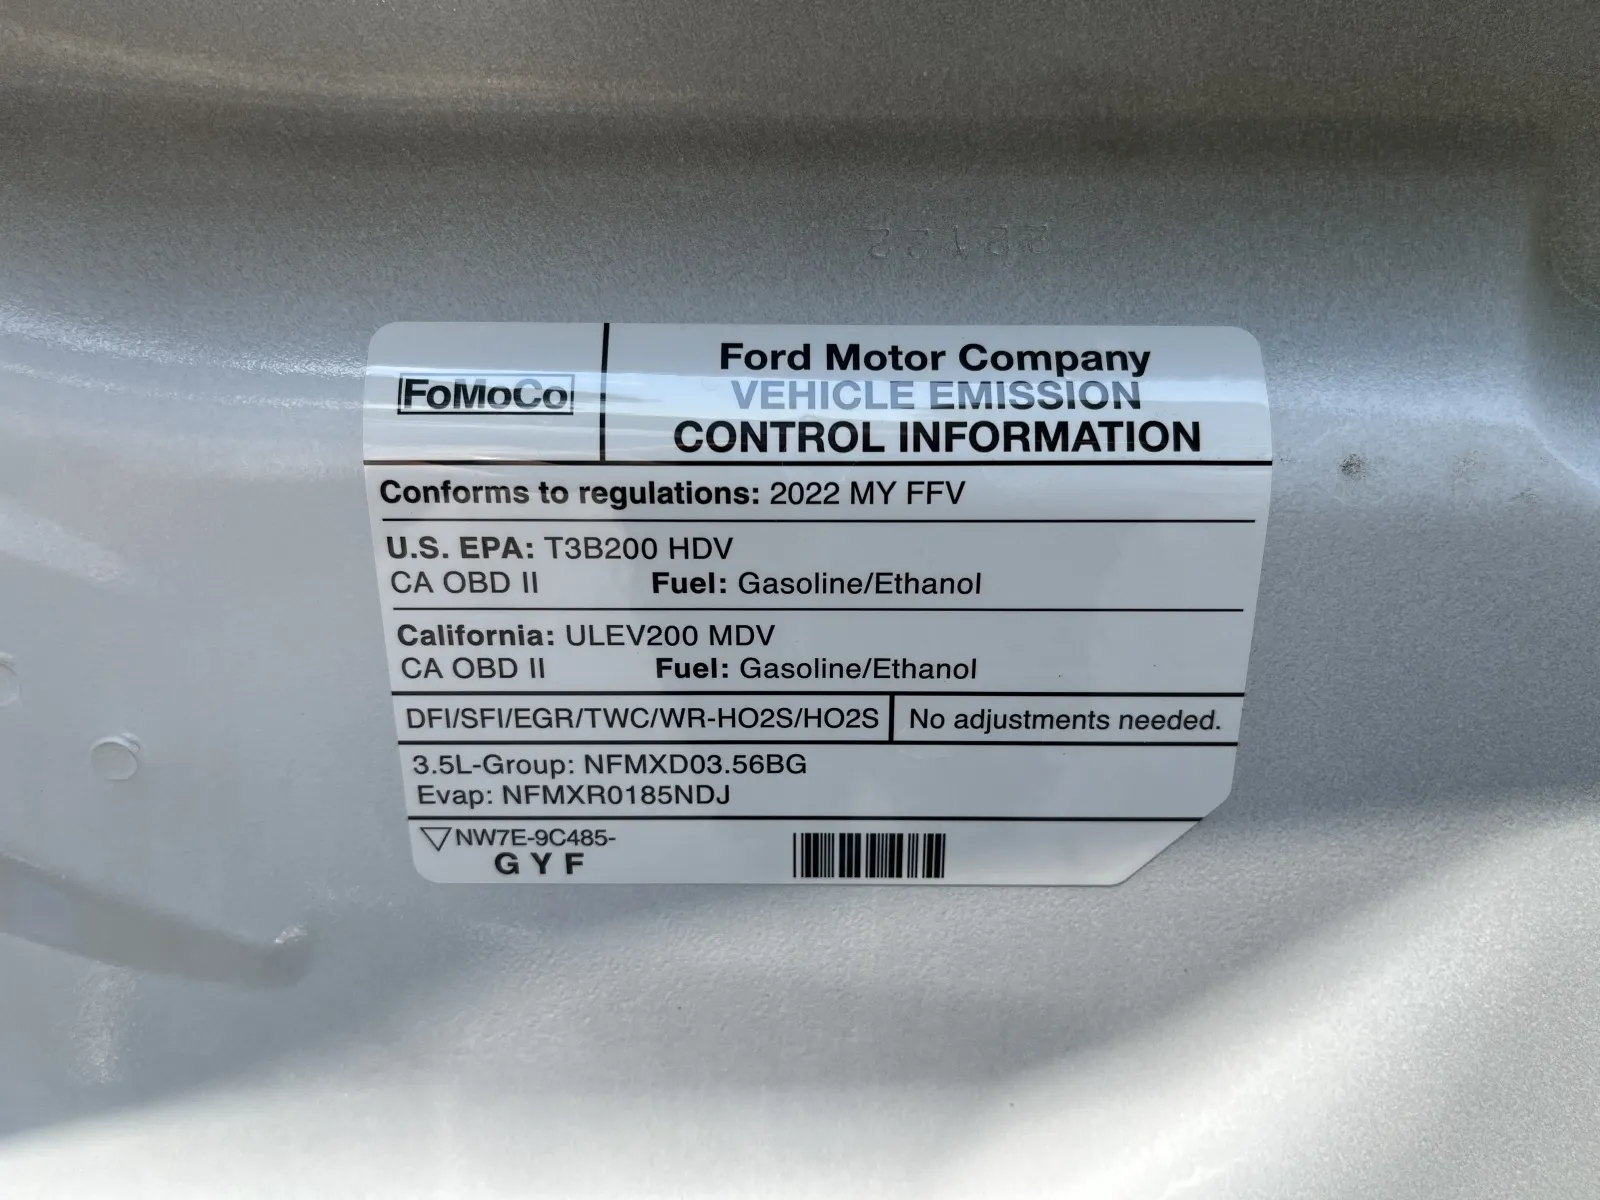 FoMoCo
Ford Motor Company
VEHICLE EMISSION
CONTROL INFORMATION
Conforms to regulations: 2022 MY FFV
U.S. EPA: T3B200 HDV
CA OBD II Fuel: Gasoline/Ethanol
California: ULEV200 MDV
CA OBD II Fuel: Gasoline/Ethanol
DFI/SFI/EGR/TWC/WR-HO2S/HO2S No adjustments needed.
3.5L-Group: NFMXD03.56BG
Evap: NFMXR0185NDJ
NW7E-9C485-
G Y F